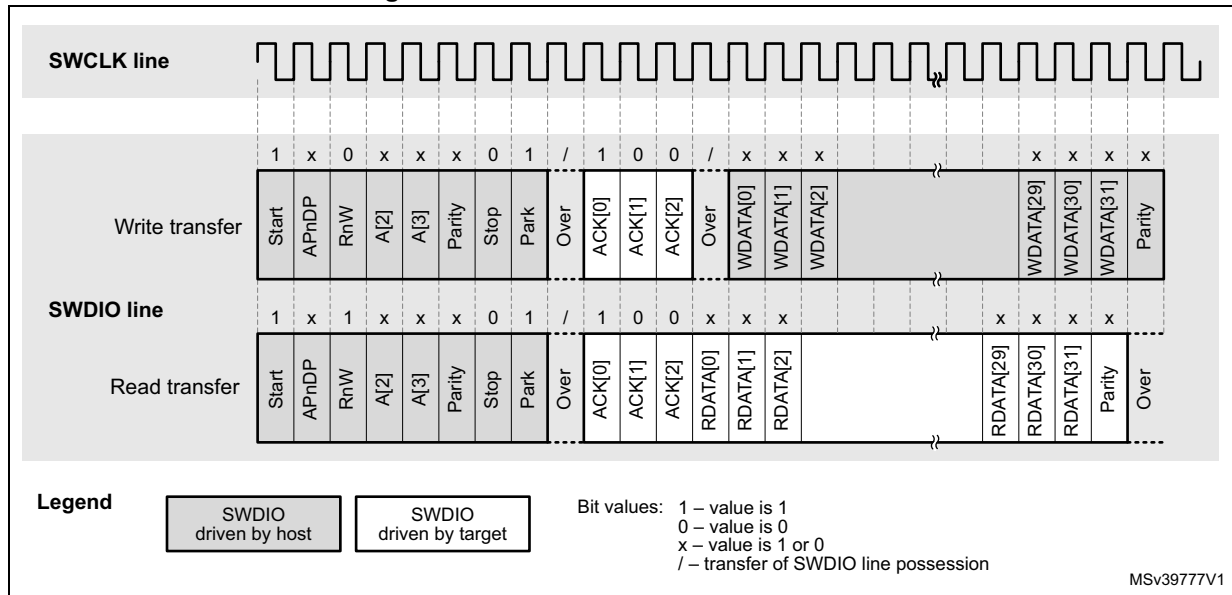 SWCLK line
1 x 0 x x x 0 1 / 1 0 0 / x x x x x x x
Write transfer
Start APnDP RnW A[2] A[3] Parity Stop Park Over ACK[0] ACK[1] ACK[2] Over WDATA[0] WDATA[1] WDATA[2] WDATA[29] WDATA[30] WDATA[31] Parity
SWDIO line
1 x 1 x x x 0 1 / 1 0 0 x x x x x x x
Read transfer
Start APnDP RnW A[2] A[3] Parity Stop Park Over ACK[0] ACK[1] ACK[2] RDATA[0] RDATA[1] RDATA[2] RDATA[29] RDATA[30] RDATA[31] Parity Over
Legend
SWDIO
driven by host
SWDIO
driven by target
Bit values: 1 – value is 1
0 – value is 0
x – value is 1 or 0
/ – transfer of SWDIO line possession
MSv39777V1